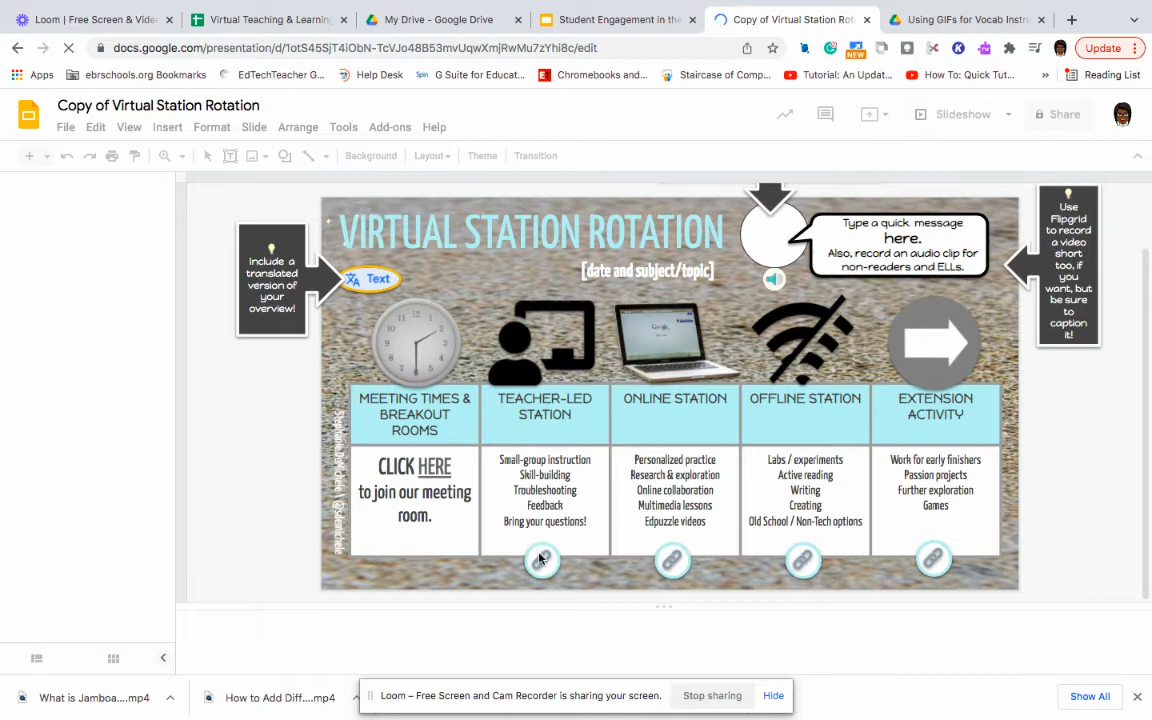 Loom | Free Screen & Vide
Virtual Teaching & Learning
My Drive - Google Drive
Student Engagement in the
Copy of Virtual Station Rota
Using GIFs for Vocab Instru
docs.google.com/presentation/d/1otS45SjT4iObN-TcVJo48B53mvUqwXmjRwMu7zYhi8c/edit
NEW
Update
Apps
ebrschools.org Bookmarks
EdTechTeacher G...
Help Desk
Spin
G Suite for Educat...
Chromebooks and...
Staircase of Comp...
Tutorial: An Updat...
How To: Quick Tut...
Reading List
Copy of Virtual Station Rotation
File Edit View Insert Format Slide Arrange Tools Add-ons Help
Slideshow
Share
Background
Layout
Theme
Transition
VIRTUAL STATION ROTATION
[date and subject/topic]
Type a quick message
here.
Also, record an audio clip for
non-readers and ELLs.
Include a
translated
version of
your
overview!
Text
Use
Flipgrid
to record
a video
short
too, if
you
want, but
be sure
to
caption
it!
MEETING TIMES &
BREAKOUT
ROOMS
TEACHER-LED
STATION
ONLINE STATION
OFFLINE STATION
EXTENSION
ACTIVITY
CLICK HERE
to join our meeting
room.
Small-group instruction
Skill-building
Troubleshooting
Feedback
Bring your questions!
Personalized practice
Research & exploration
Online collaboration
Multimedia lessons
Edpuzzle videos
Labs / experiments
Active reading
Writing
Creating
Old School / Non-Tech options
Work for early finishers
Passion projects
Further exploration
Games
What is Jamboa....mp4
How to Add Diff....mp4
Loom – Free Screen and Cam Recorder is sharing your screen.
Stop sharing
Hide
Show All